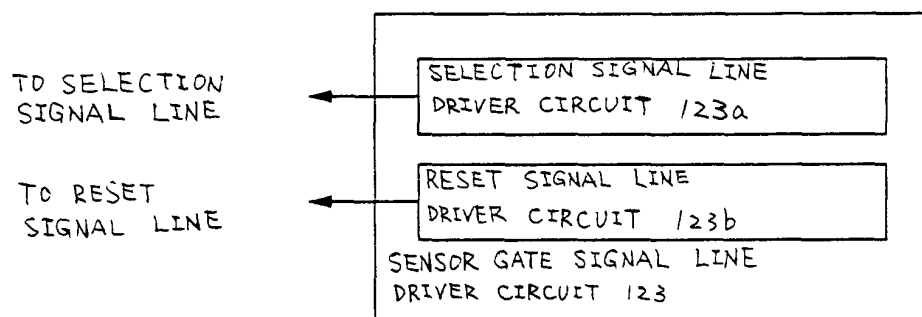 TO SELECTION
SIGNAL LINE
SELECTION SIGNAL LINE
DRIVER CIRCUIT 123a
TO RESET
SIGNAL LINE
RESET SIGNAL LINE
DRIVER CIRCUIT 123b
SENSOR GATE SIGNAL LINE
DRIVER CIRCUIT 123